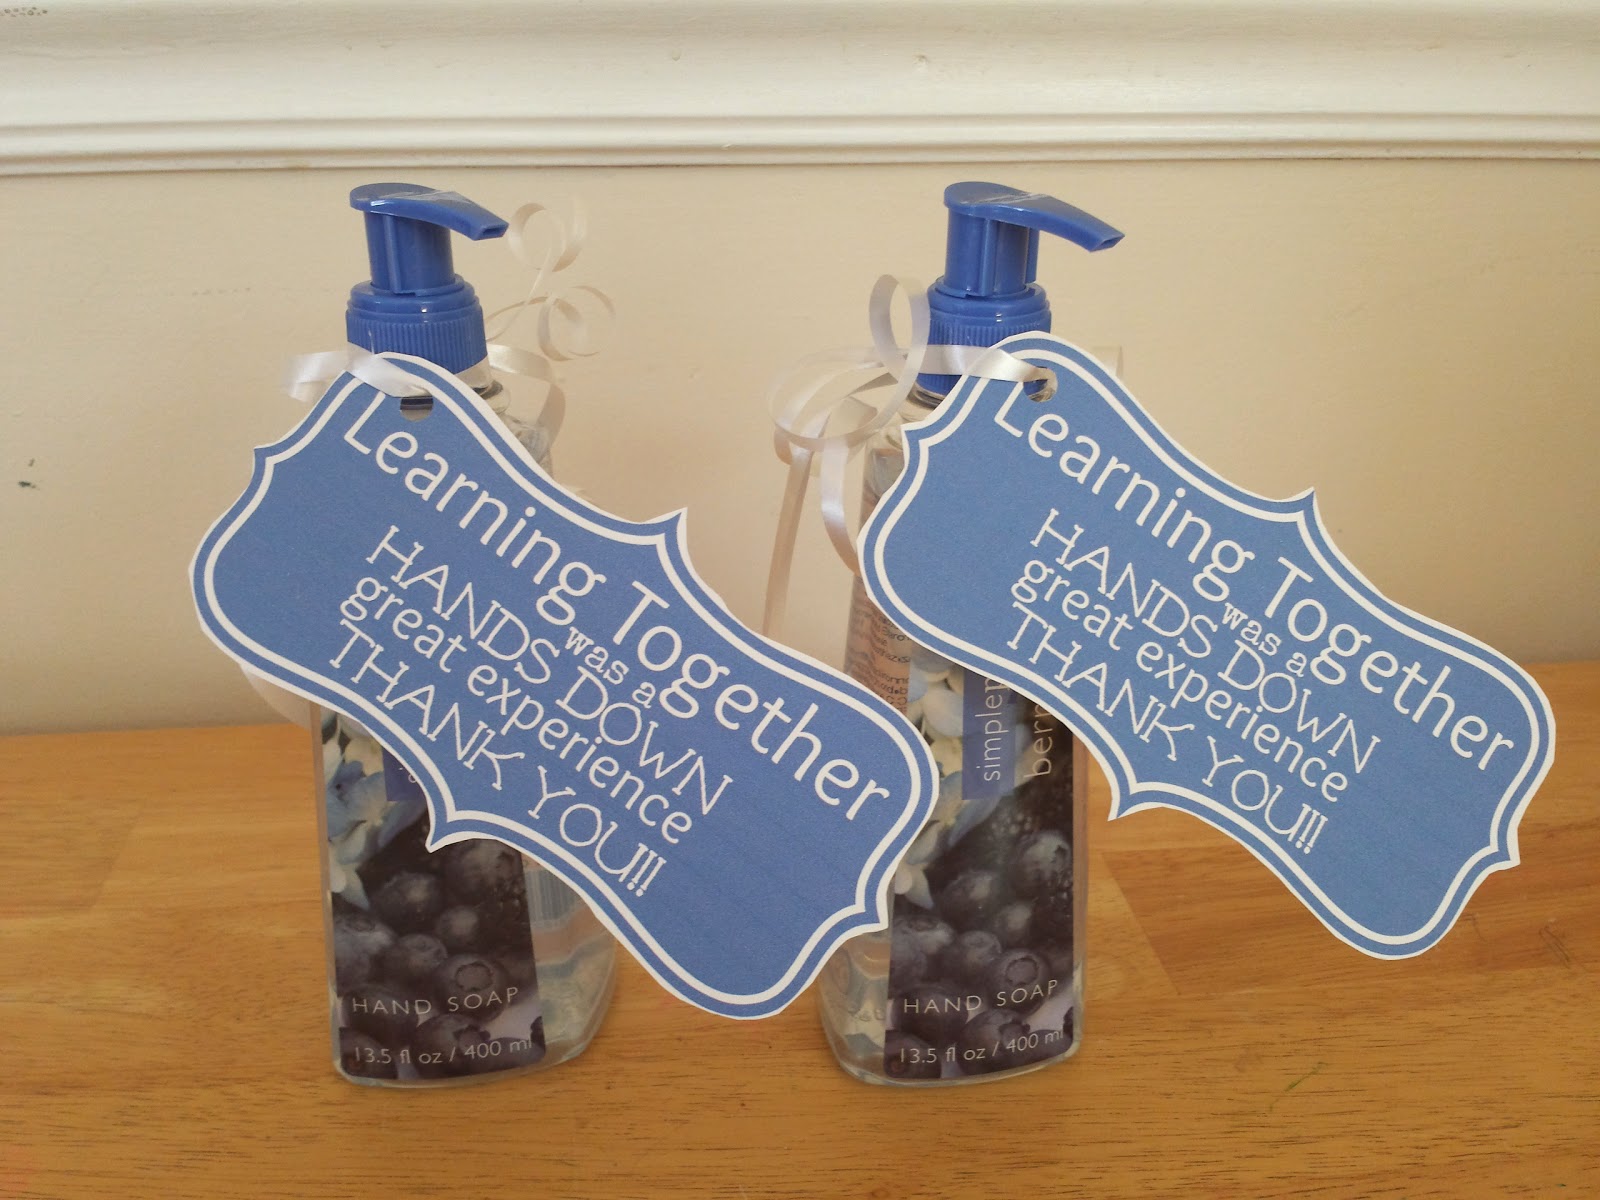 Learning Together
was a
HANDS DOWN
great experience
THANK YOU!!!
HAND SOAP
13.5 fl oz / 400 ml
Learning Together
was a
HANDS DOWN
great experience
THANK YOU!!!
HAND SOAP
13.5 fl oz / 400 ml